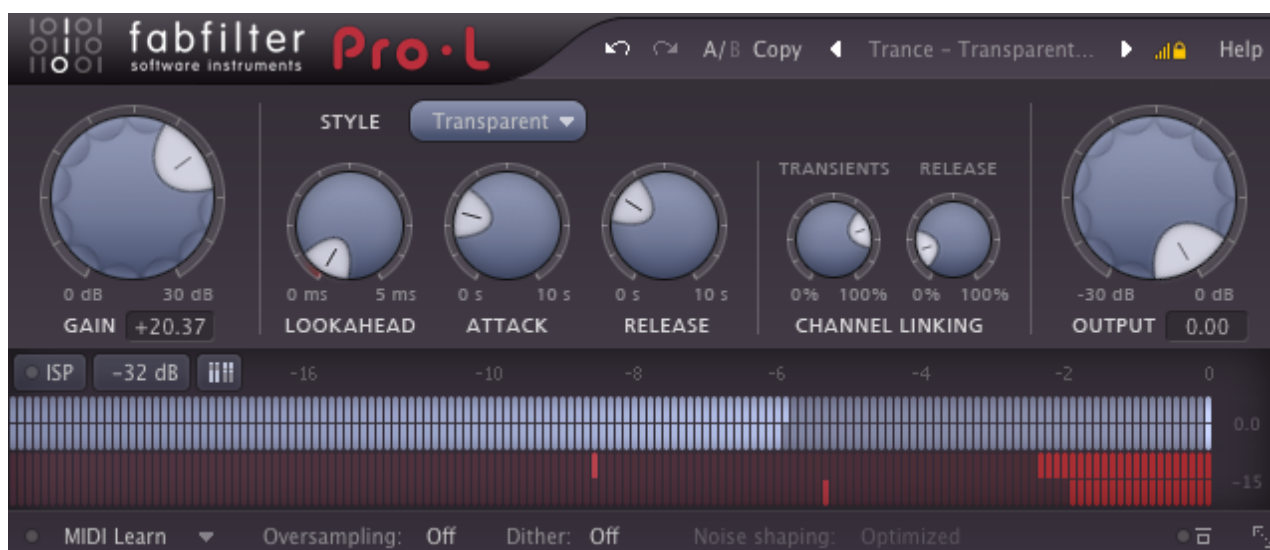 fabfilter Pro·L
software instruments
A/B Copy Trance - Transparent... Help
STYLE Transparent
TRANSIENTS RELEASE
0 dB 30 dB 0 ms 5 ms 0 s 10 s 0 s 10 s 0% 100% 0% 100% -30 dB 0 dB
GAIN +20.37 LOOKAHEAD ATTACK RELEASE CHANNEL LINKING OUTPUT 0.00
ISP -32 dB -16 -10 -8 -6 -4 -2 0
0.0
-15
MIDI Learn Oversampling: Off Dither: Off Noise shaping: Optimized